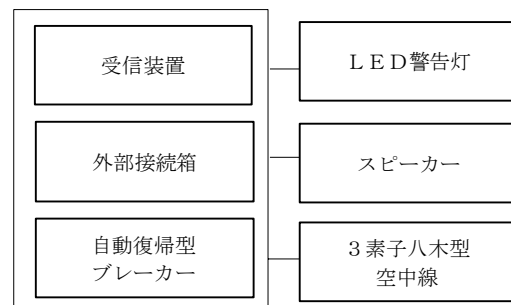 受信装置
ＬＥＤ警告灯
外部接続箱
スピーカー
自動復帰型
ブレーカー
３素子八木型
空中線